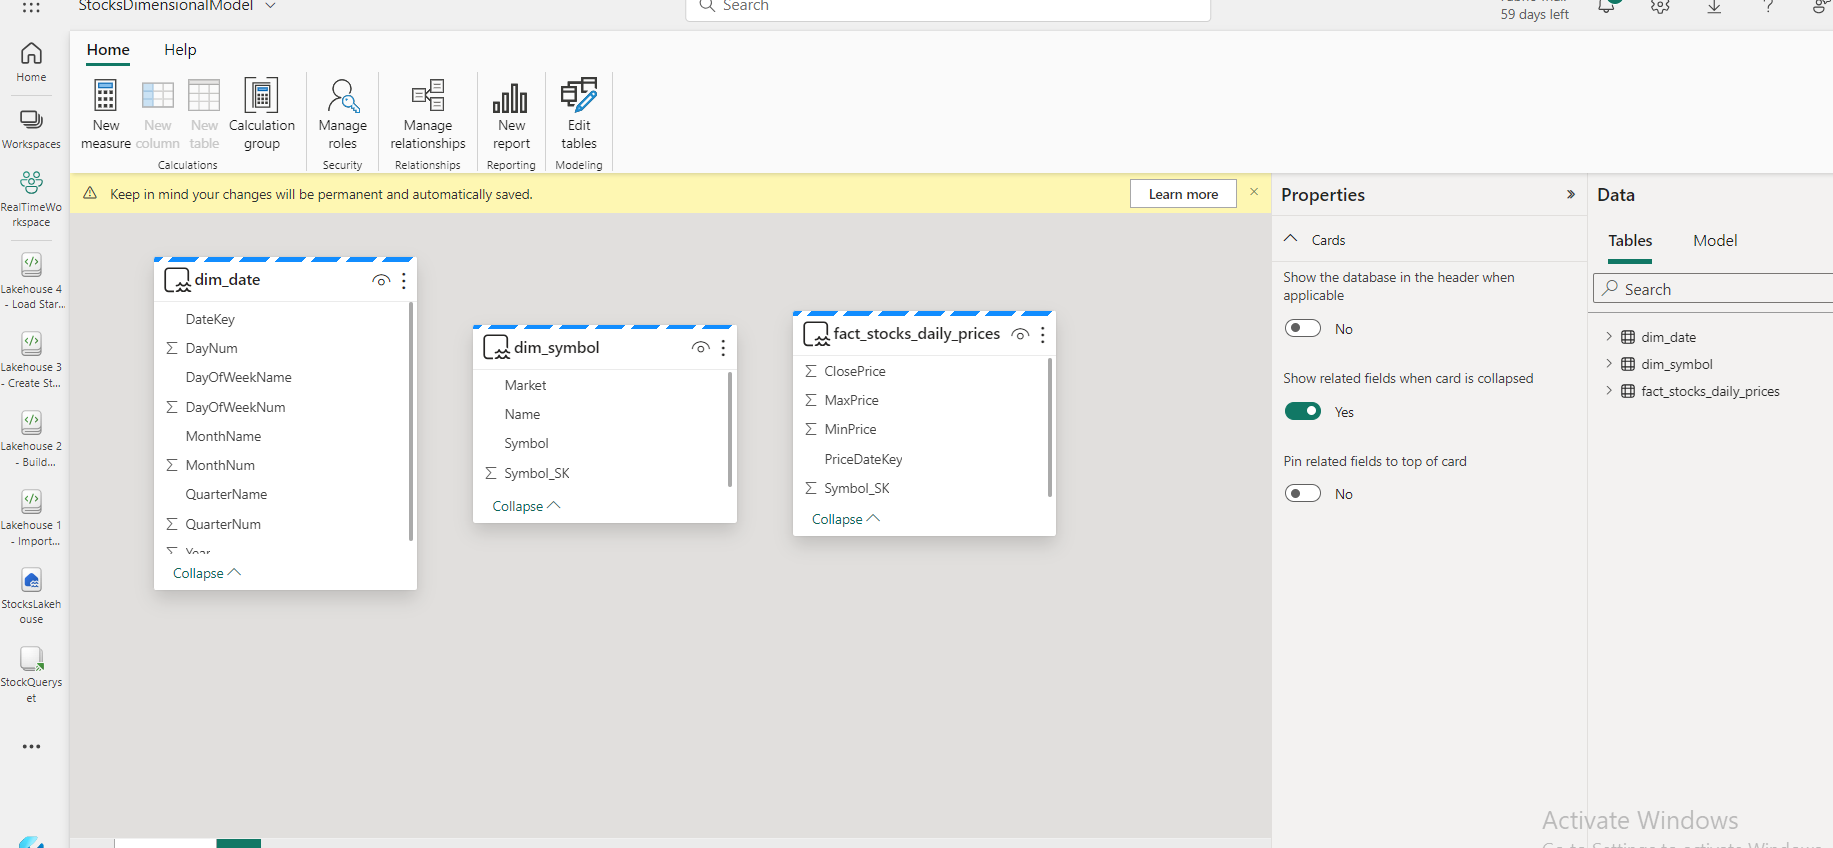 StocksDimensionalModel
Search
59 days left
Home
Help
Home
Workspaces
RealTimeWo
rkspace
Lakehouse 4
- Load Star...
Lakehouse 3
- Create St...
Lakehouse 2
- Build...
Lakehouse 1
- Import...
StocksLakeh
ouse
StockQuerys
et
New
measure
New
column
New
table
Calculation
group
Calculations
Manage
roles
Security
Manage
relationships
Relationships
New
report
Reporting
Edit
tables
Modeling
Keep in mind your changes will be permanent and automatically saved.
Learn more
dim_date
DateKey
DayNum
DayOfWeekName
DayOfWeekNum
MonthName
MonthNum
QuarterName
QuarterNum
Year
Collapse
dim_symbol
Market
Name
Symbol
Symbol_SK
Collapse
fact_stocks_daily_prices
ClosePrice
MaxPrice
MinPrice
PriceDateKey
Symbol_SK
Collapse
Properties
Cards
Show the database in the header when
applicable
No
Show related fields when card is collapsed
Yes
Pin related fields to top of card
No
Data
Tables
Model
Search
dim_date
dim_symbol
fact_stocks_daily_prices
Activate Windows